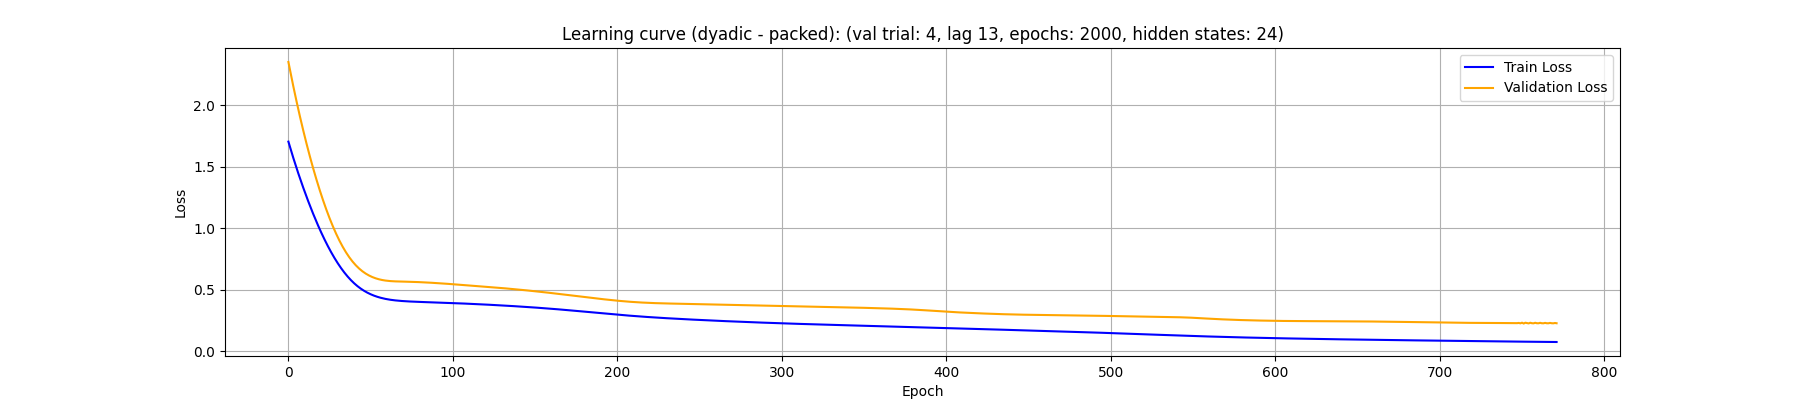 Learning curve (dyadic - packed): (val trial: 4, lag 13, epochs: 2000, hidden states: 24)
Train Loss
Validation Loss
2.0
1.5
1.0
0.5
0.0
Loss
0 100 200 300 400 500 600 700 800
Epoch